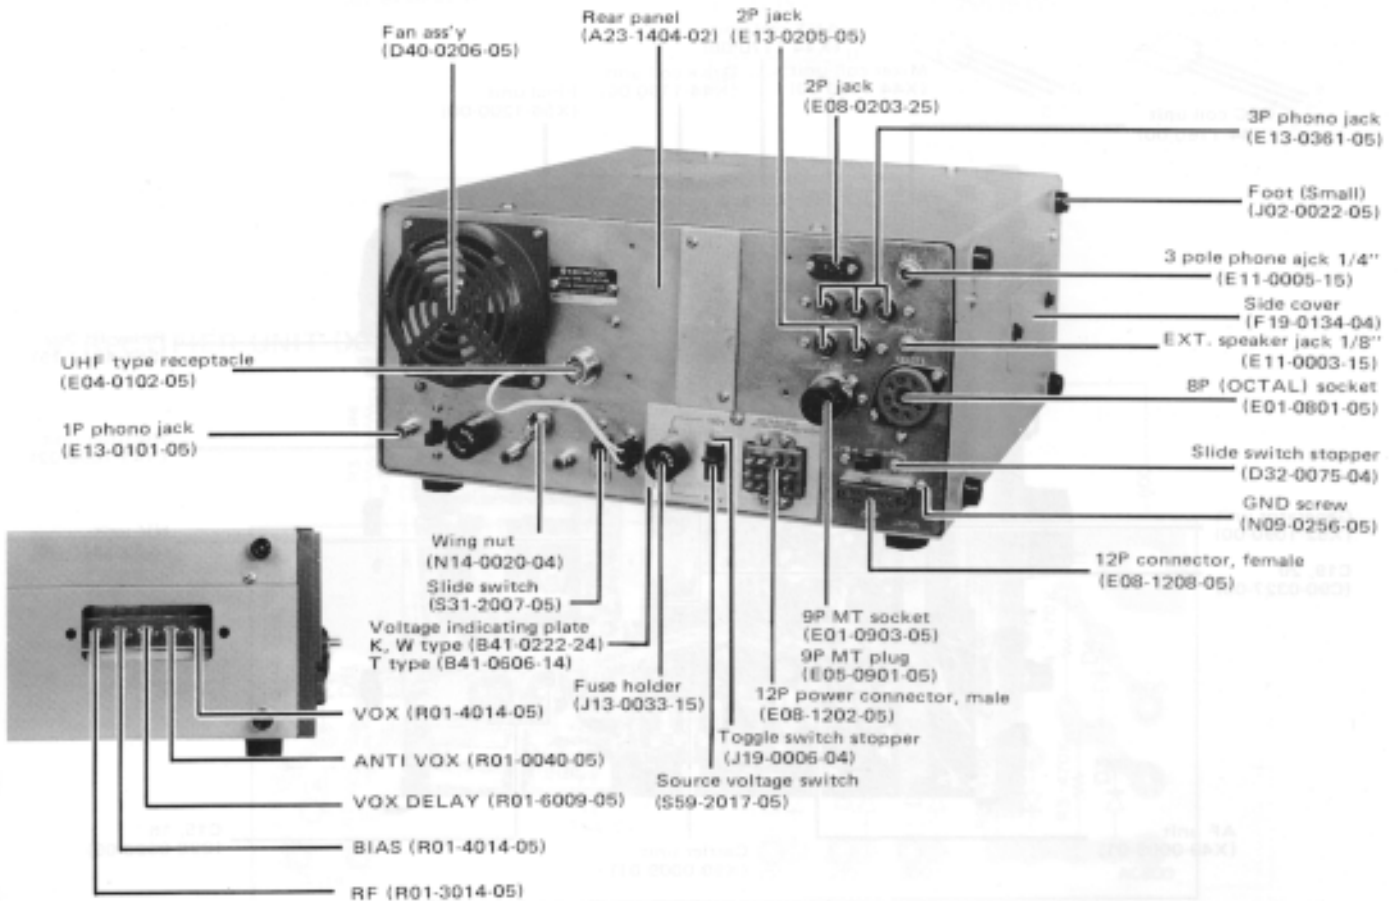 Fan ass'y
(D40-0206-05)
Rear panel
(A23-1404-02)
2P jack
(E13-0205-05)
2P jack
(E08-0203-25)
3P phono jack
(E13-0361-05)
Foot (Small)
(J02-0022-05)
3 pole phone ajck 1/4''
(E11-0005-15)
Side cover
(F19-0134-04)
EXT. speaker jack 1/8''
(E11-0003-15)
8P (OCTAL) socket
(E01-0801-05)
Slide switch stopper
(D32-0075-04)
GND screw
(N09-0256-05)
12P connector, female
(E08-1208-05)
UHF type receptacle
(E04-0102-05)
1P phono jack
(E13-0101-05)
Wing nut
(N14-0020-04)
Slide switch
(S31-2007-05)
Voltage indicating plate
K, W type (B41-0222-24)
T type (B41-0606-14)
Fuse holder
(J13-0033-15)
9P MT socket
(E01-0903-05)
9P MT plug
(E05-0901-05)
12P power connector, male
(E08-1202-05)
Toggle switch stopper
(J19-0006-04)
Source voltage switch
(S59-2017-05)
VOX (R01-4014-05)
ANTI VOX (R01-0040-05)
VOX DELAY (R01-6009-05)
BIAS (R01-4014-05)
RF (R01-3014-05)